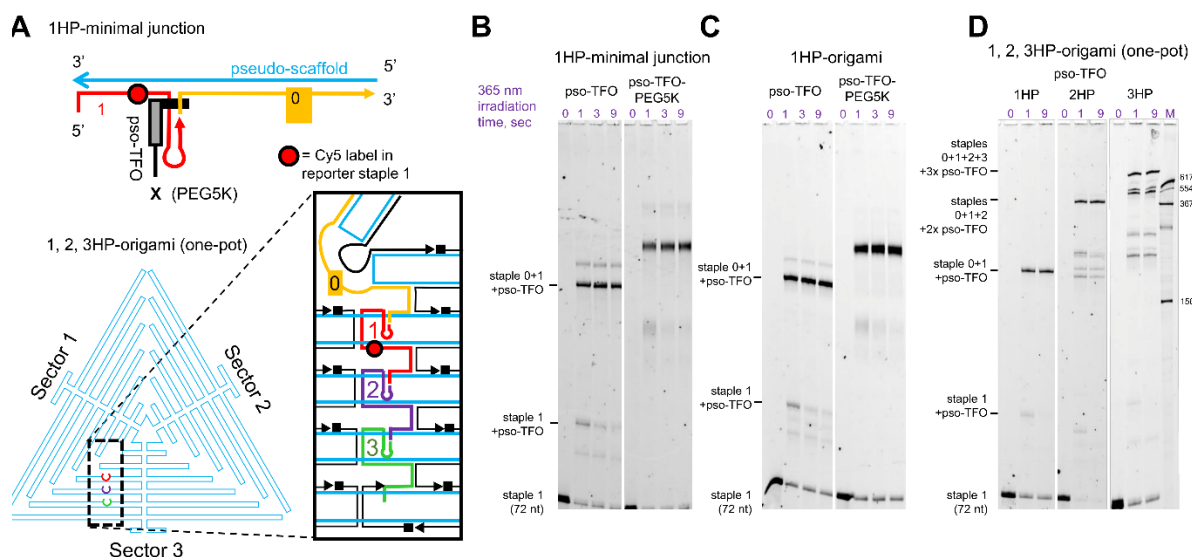 A
1HP-minimal junction
3'
5'
pseudo-scaffold
1
0
3'
5'
pso-TFO
X (PEG5K)
= Cy5 label in
reporter staple 1
1, 2, 3HP-origami (one-pot)
Sector 1
Sector 2
Sector 3
0
1
2
3
B
1HP-minimal junction
365 nm
irradiation
time, sec
pso-TFO
pso-TFO-
PEG5K
0 1 3 9
0 1 3 9
staple 0+1
+pso-TFO
staple 1
+pso-TFO
staple 1
(72 nt)
C
1HP-origami
pso-TFO
pso-TFO-
PEG5K
0 1 3 9
0 1 3 9
staple 0+1
+pso-TFO
staple 1
+pso-TFO
staple 1
(72 nt)
D
1, 2, 3HP-origami (one-pot)
pso-TFO
1HP 2HP 3HP
0 1 9 0 1 9 0 1 9 M
staples
0+1+2+3
+3x pso-TFO
staples
0+1+2
+2x pso-TFO
staple 0+1
+pso-TFO
staple 1
+pso-TFO
staple 1
(72 nt)
617
554
367
150